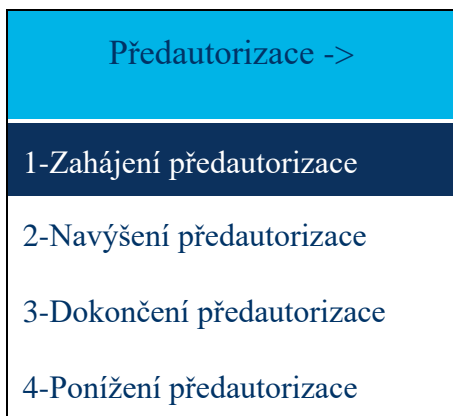 Předautorizace ->
1-Zahájení předautorizace
2-Navýšení předautorizace
3-Dokončení předautorizace
4-Ponížení předautorizace